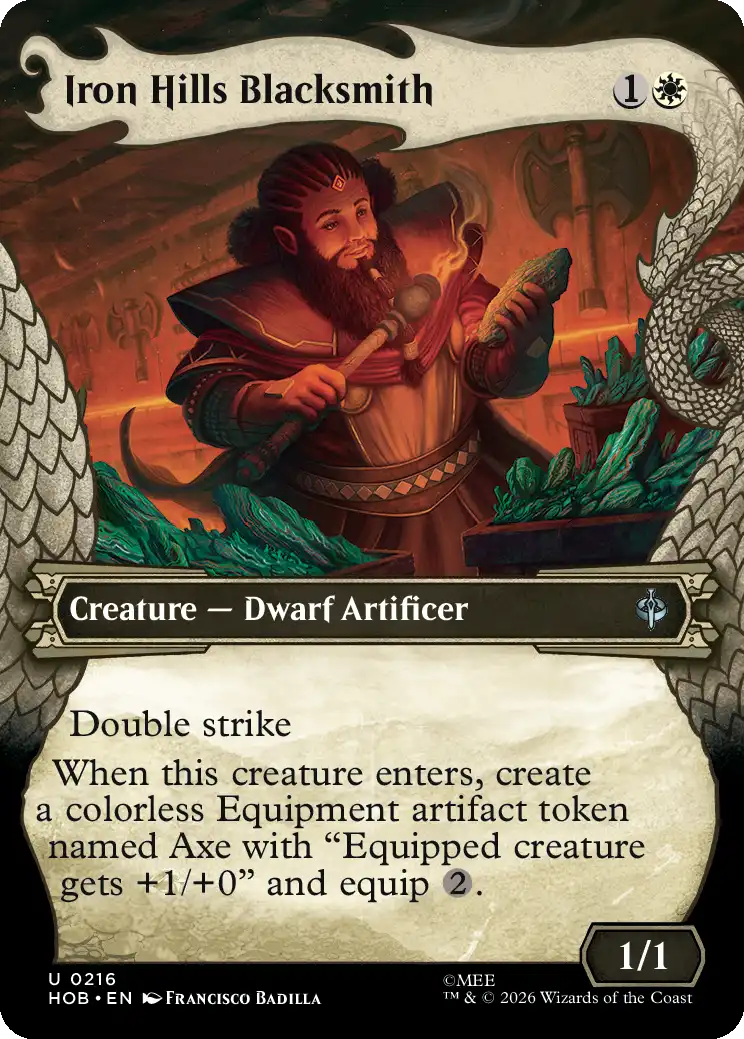 Iron Hills Blacksmith 1
Creature — Dwarf Artificer
Double strike
When this creature enters, create
a colorless Equipment artifact token
named Axe with “Equipped creature
gets +1/+0” and equip 2.
1/1
U 0216
HOB • EN Francisco Badilla
©MEE
™ & © 2026 Wizards of the Coast